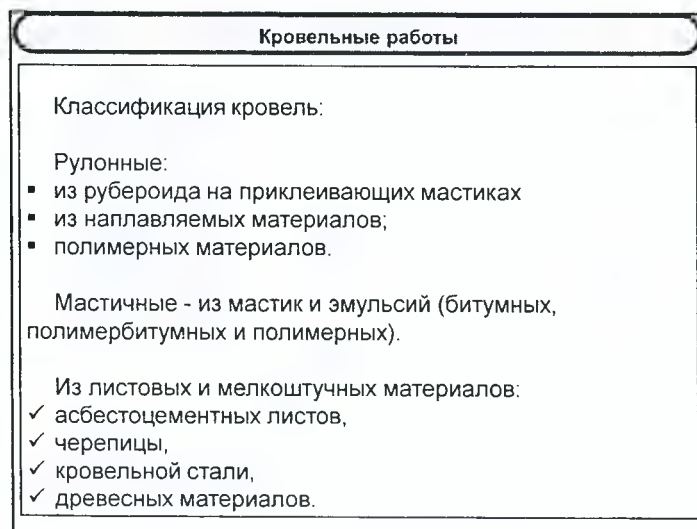 Кровельные работы
Классификация кровель:
Рулонные:
▪ из рубероида на приклеивающих мастиках
▪ из наплавляемых материалов;
▪ полимерных материалов.
Мастичные - из мастик и эмульсий (битумных,
полимербитумных и полимерных).
Из листовых и мелкоштучных материалов:
✓ асбестоцементных листов,
✓ черепицы,
✓ кровельной стали,
✓ древесных материалов.